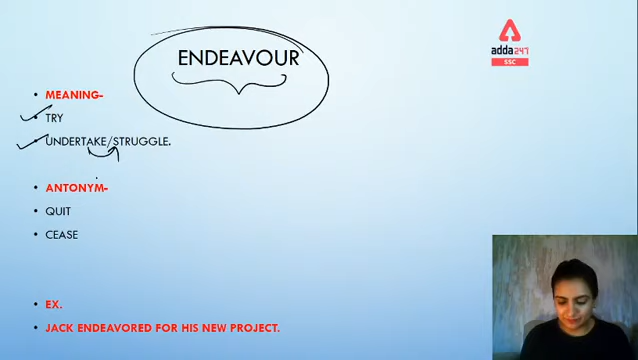 ENDEAVOUR
adda247
SSC
• MEANING-
• TRY
• UNDERTAKE/STRUGGLE.
• ANTONYM-
• QUIT
• CEASE
• EX.
• JACK ENDEAVORED FOR HIS NEW PROJECT.